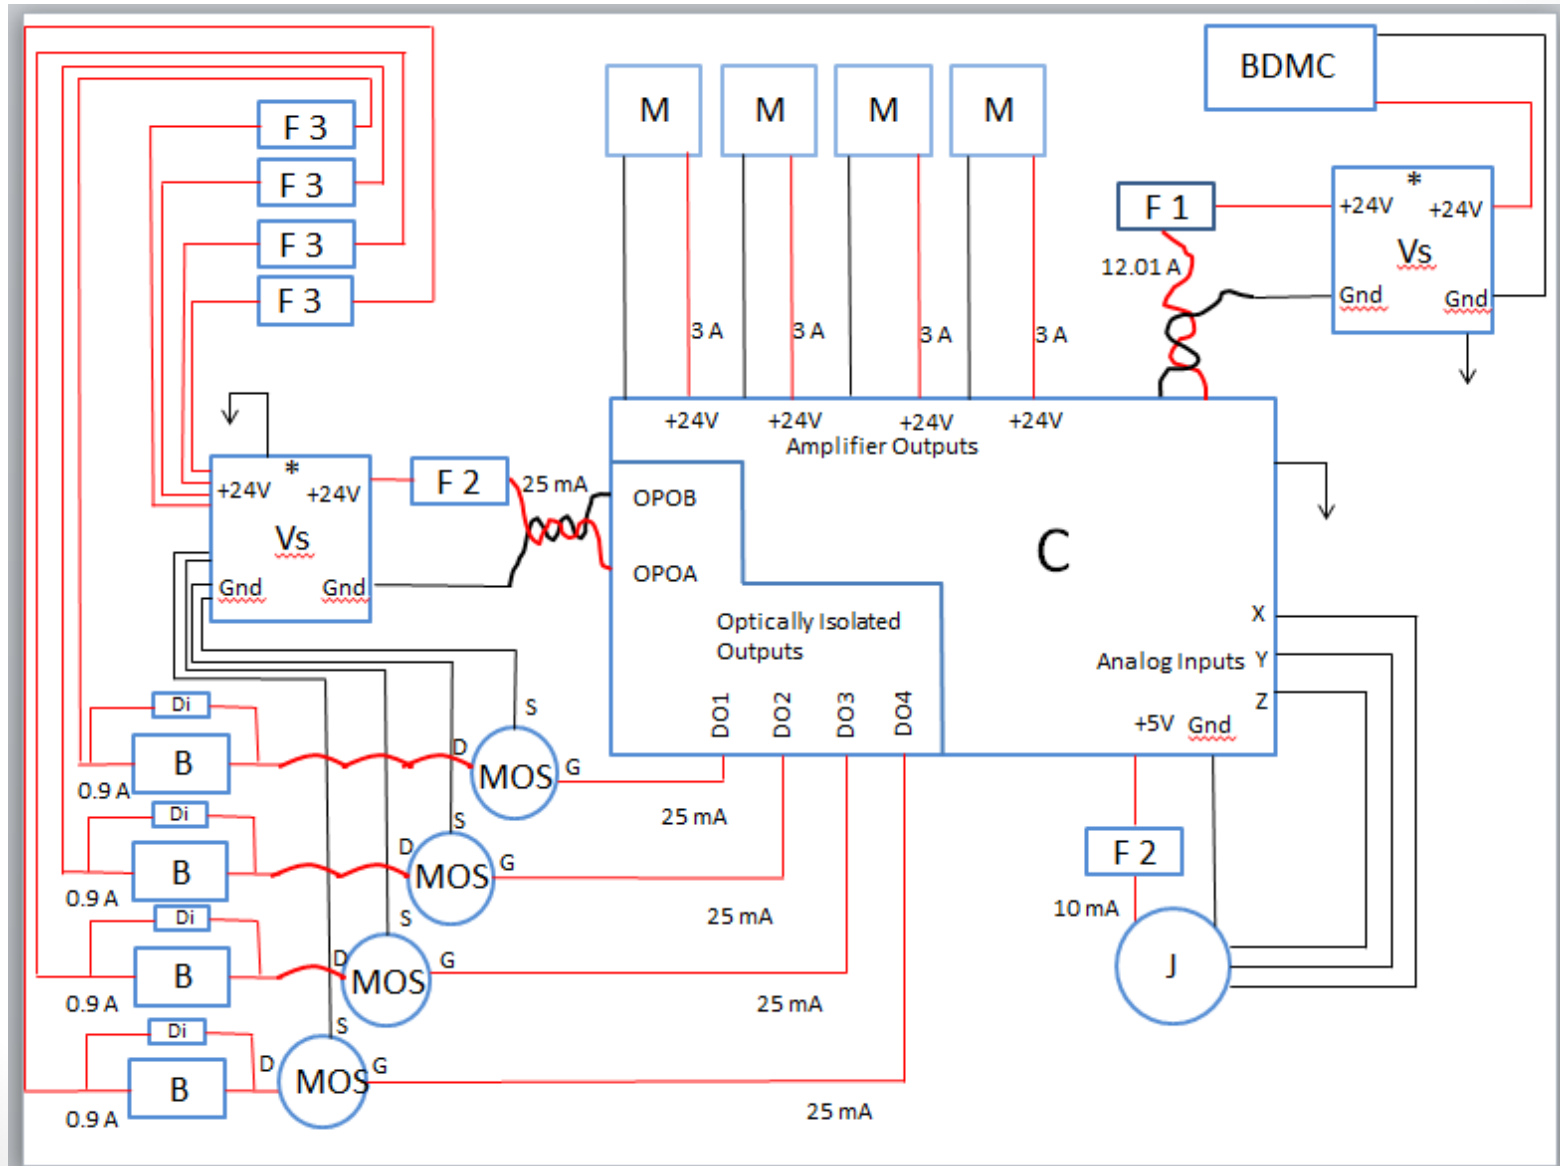 BDMC
M
M
M
M
F 3
F 3
F 3
F 3
F 1
*
+24V
+24V
Vs
Gnd
Gnd
12.01 A
3 A
3 A
3 A
3 A
+24V
+24V
+24V
+24V
Amplifier Outputs
*
+24V
+24V
Vs
Gnd
Gnd
F 2
25 mA
OPOB
OPOA
C
Optically Isolated
Outputs
DO1
DO2
DO3
DO4
X
Analog Inputs
Y
Z
+5V
Gnd
Di
B
0.9 A
S
D
MOS
G
25 mA
Di
B
0.9 A
S
D
MOS
G
25 mA
Di
B
0.9 A
S
D
MOS
G
25 mA
Di
B
0.9 A
S
D
MOS
G
25 mA
F 2
10 mA
J